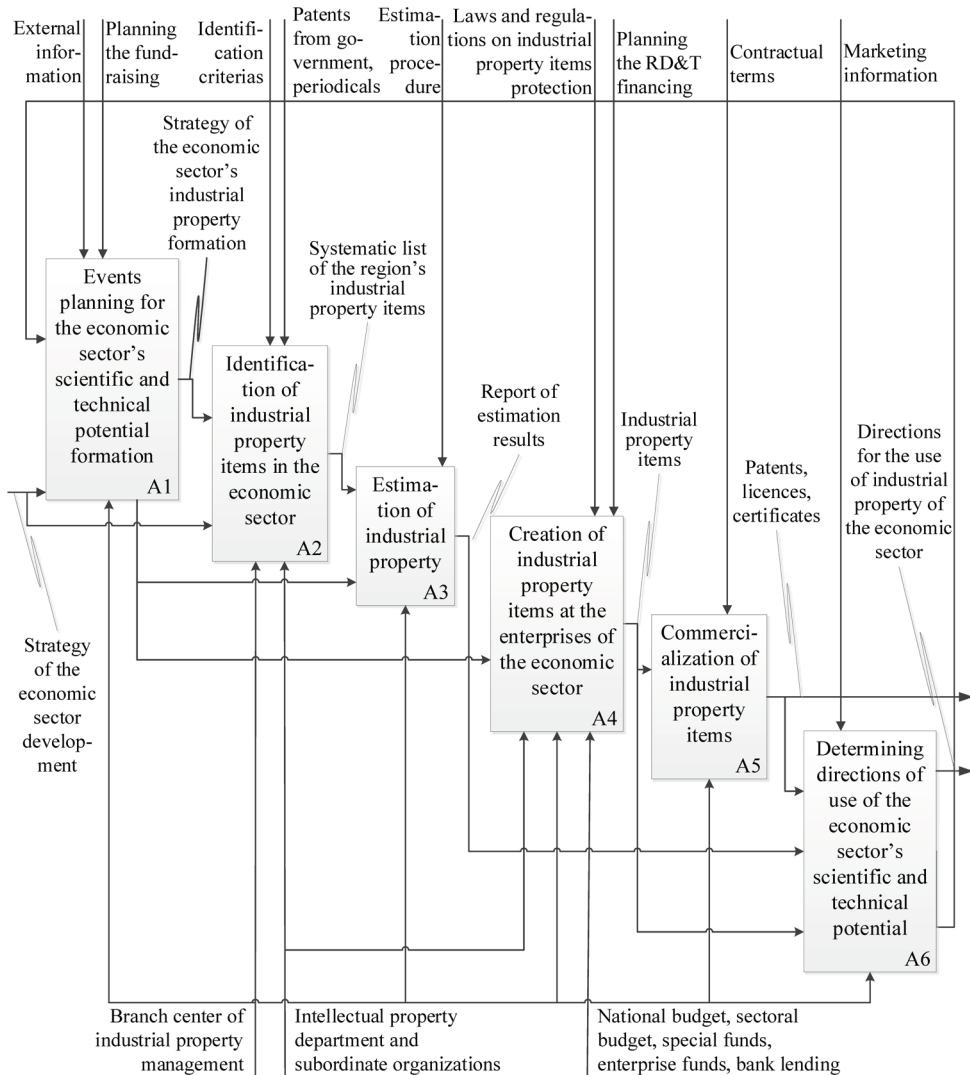 External
infor-
mation
Planning
the fund-
raising
Identifi-
cation
criterias
Patents
from go-
vernment,
periodicals
Estima-
tion
proce-
dure
Laws and regu-
lations on industrial
property items
protection
Planning
the RD&T
financing
Contractual
terms
Marketing
information
Strategy of
the economic
sector's
industrial
property
formation
Systematic list
of the region's
industrial
property items
Report of
estimation
results
Industrial
property
items
Patents,
licences,
certificates
Directions
for the use
of industrial
property of
the economic
sector
Events
planning for
the economic
sector's
scientific and
technical
potential
formation
A1
Identifica-
tion of
industrial
property
items in the
economic
sector
A2
Estima-
tion of
industrial
property
A3
Creation of
industrial
property
items at the
enterprises of
the economic
sector
A4
Commerci-
alization of
industrial
property
items
A5
Determining
directions of
use of the
economic
sector's
scientific and
technical
potential
A6
Strategy
of the
economic
sector
develop-
ment
Branch center of
industrial property
management
Intellectual property
department and
subordinate organizations
National budget, sectoral
budget, special funds,
enterprise funds, bank lending